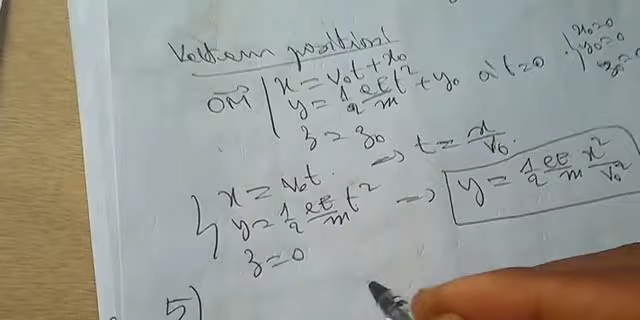 Vecteur position
OM→ | x = v₀t + x₀
y = 1/2 eE/m t² + y₀ à t=0 { x₀=0 y₀=0 z₀=0
z = z₀
{ x = v₀t. => t = x/v₀
y = 1/2 eE/m t² => y = 1/2 eE/m x²/v₀²
z = 0
5)